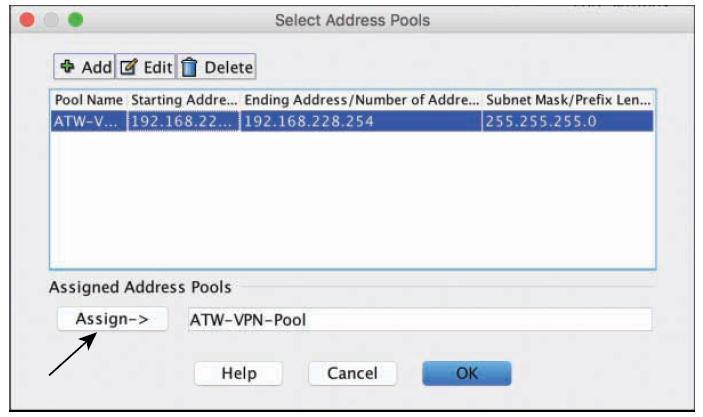 Select Address Pools
Add Edit Delete
Pool Name Starting Addre... Ending Address/Number of Addre... Subnet Mask/Prefix Len...
ATW-V... 192.168.22... 192.168.228.254 255.255.255.0
Assigned Address Pools
Assign-> ATW-VPN-Pool
Help Cancel OK